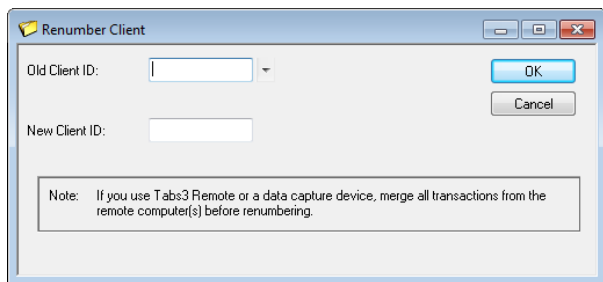 Renumber Client
Old Client ID:
OK
Cancel
New Client ID:
Note: If you use Tabs3 Remote or a data capture device, merge all transactions from the
remote computer(s) before renumbering.